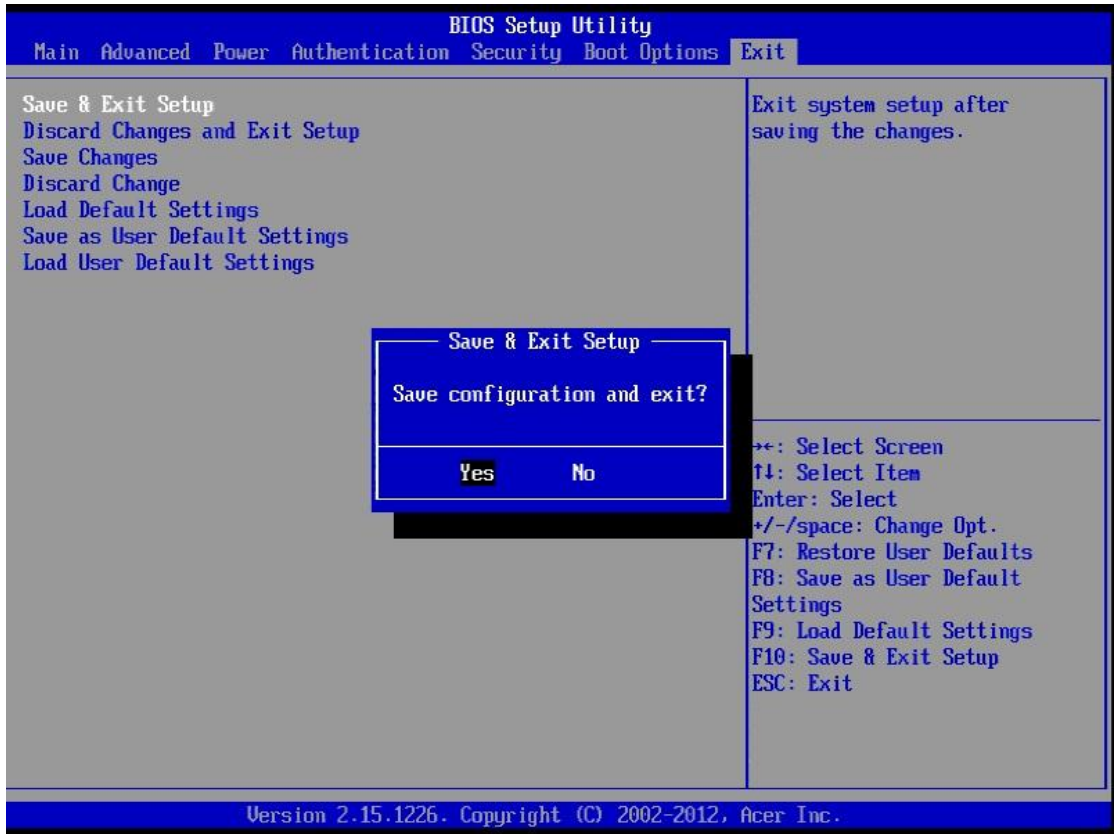 BIOS Setup Utility
Main Advanced Power Authentication Security Boot Options Exit
Save & Exit Setup
Discard Changes and Exit Setup
Save Changes
Discard Change
Load Default Settings
Save as User Default Settings
Load User Default Settings
Exit system setup after
saving the changes.
Save & Exit Setup
Save configuration and exit?
Yes No
→←: Select Screen
↑↓: Select Item
Enter: Select
+/-/space: Change Opt.
F7: Restore User Defaults
F8: Save as User Default
Settings
F9: Load Default Settings
F10: Save & Exit Setup
ESC: Exit
Version 2.15.1226. Copyright (C) 2002-2012, Acer Inc.